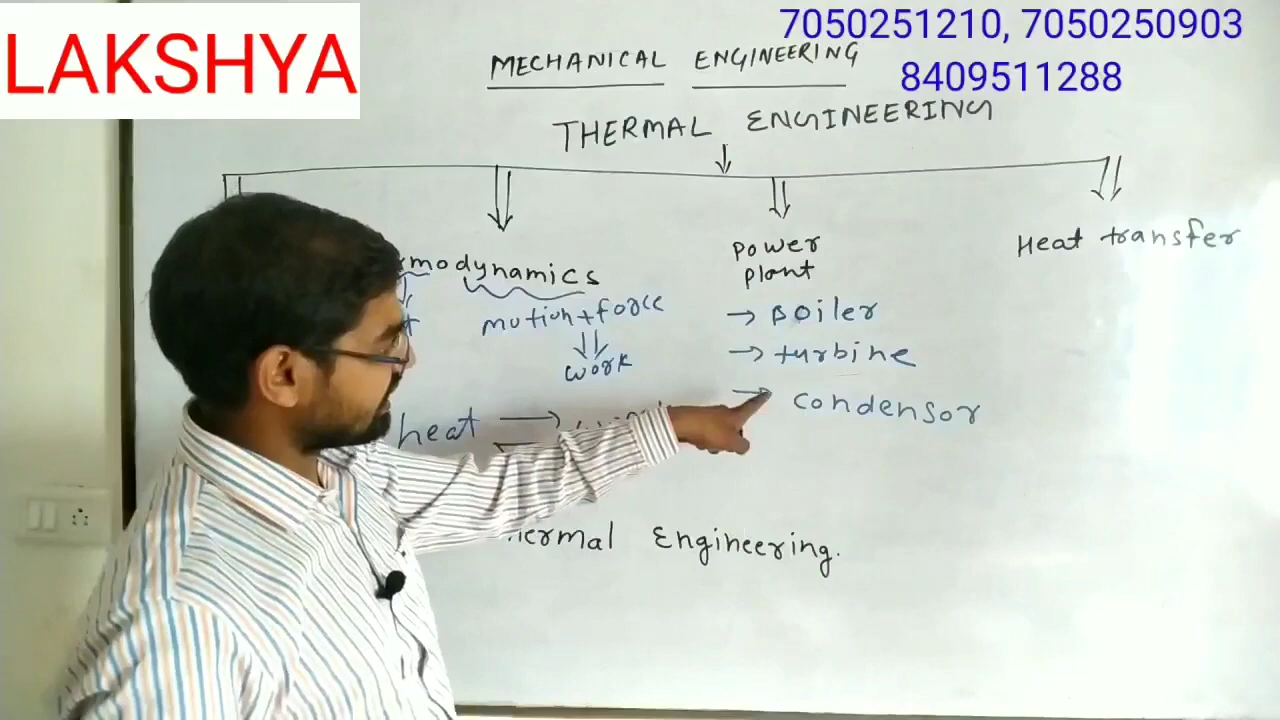 LAKSHYA
7050251210, 7050250903
8409511288
MECHANICAL ENGINEERING
THERMAL ENGINEERING
Power
plant
Heat transfer
modynamics
motion + force
work
→ Boiler
→ turbine
→ condensor
heat →
Engineering.